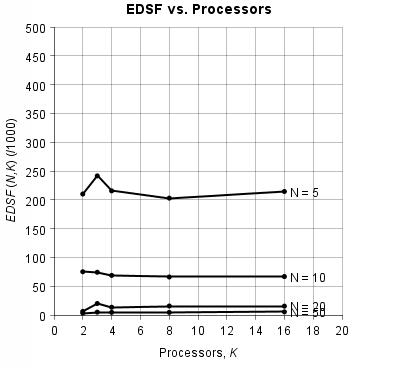 EDSF vs. Processors
500
450
400
350
300
250
200
150
100
50
0
EDSF(N,K) (/1000)
N = 5
N = 10
N = 20
N = 50
0 2 4 6 8 10 12 14 16 18 20
Processors, K